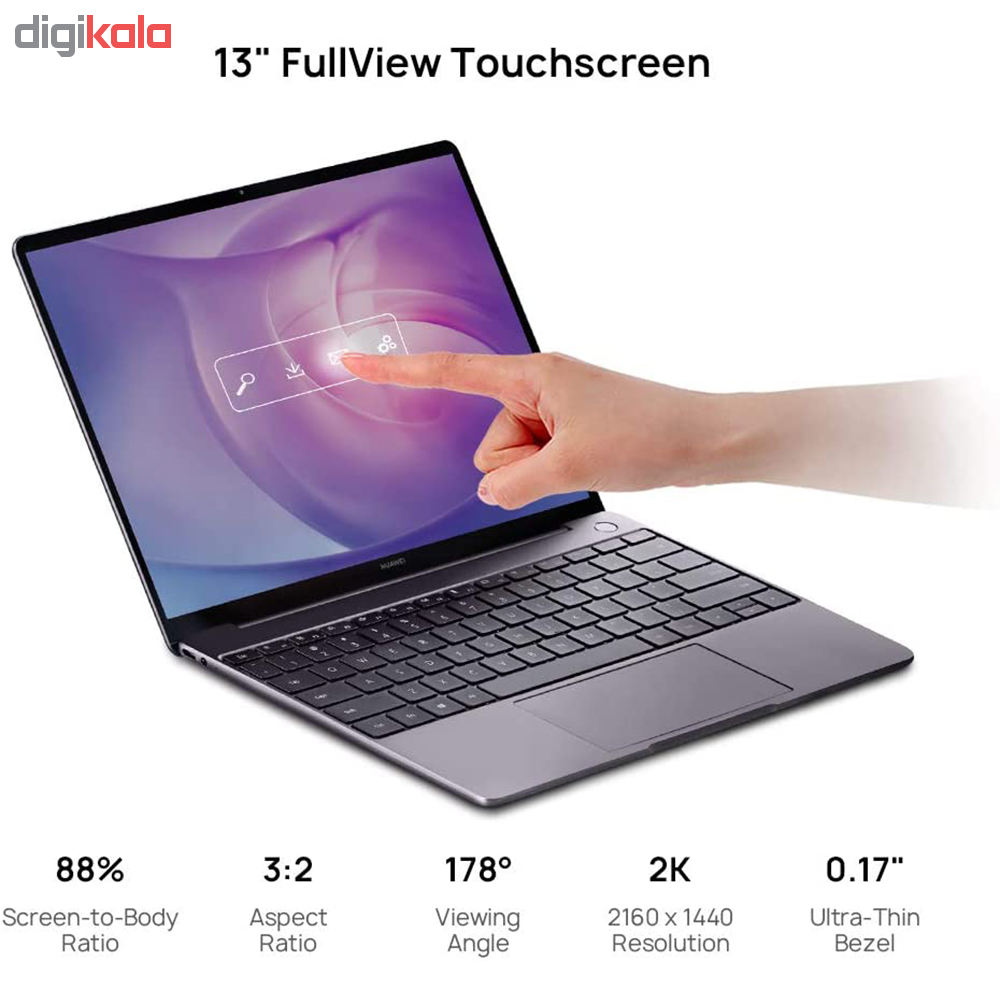 digikala
13" FullView Touchscreen
HUAWEI
88%
Screen-to-Body
Ratio
3:2
Aspect
Ratio
178°
Viewing
Angle
2K
2160 x 1440
Resolution
0.17"
Ultra-Thin
Bezel